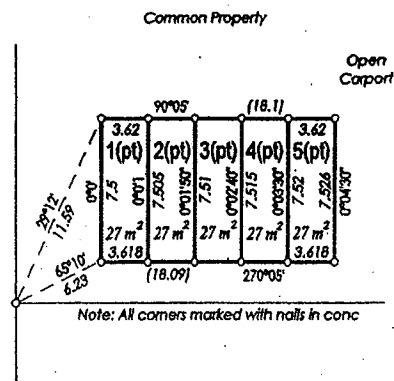 Common Property
Open
Carport
90°05' (18.1)
3.62 3.62
1(pt) 2(pt) 3(pt) 4(pt) 5(pt)
0°0' 7.5 0°0'1 7.505 0°01'50" 7.51 0°02'40" 7.515 0°03'30" 7.52 7.526 0°04'30"
29°12'
11.59
27 m² 27 m² 27 m² 27 m² 27 m²
3.618 3.618
65°10'
6.23
(18.09) 270°05'
Note: All corners marked with nails in conc